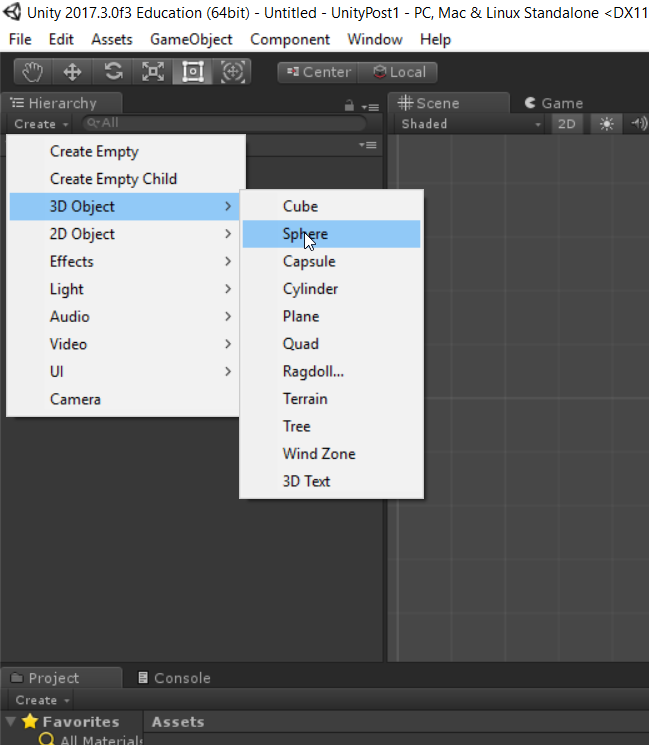 Unity 2017.3.0f3 Education (64bit) - Untitled - UnityPost1 - PC, Mac & Linux Standalone <DX11
File Edit Assets GameObject Component Window Help
Center Local
Hierarchy
Create All
Scene Game
Shaded 2D
Create Empty
Create Empty Child
3D Object
2D Object
Effects
Light
Audio
Video
UI
Camera
Cube
Sphere
Capsule
Cylinder
Plane
Quad
Ragdoll...
Terrain
Tree
Wind Zone
3D Text
Project Console
Create
Favorites Assets
All Materials